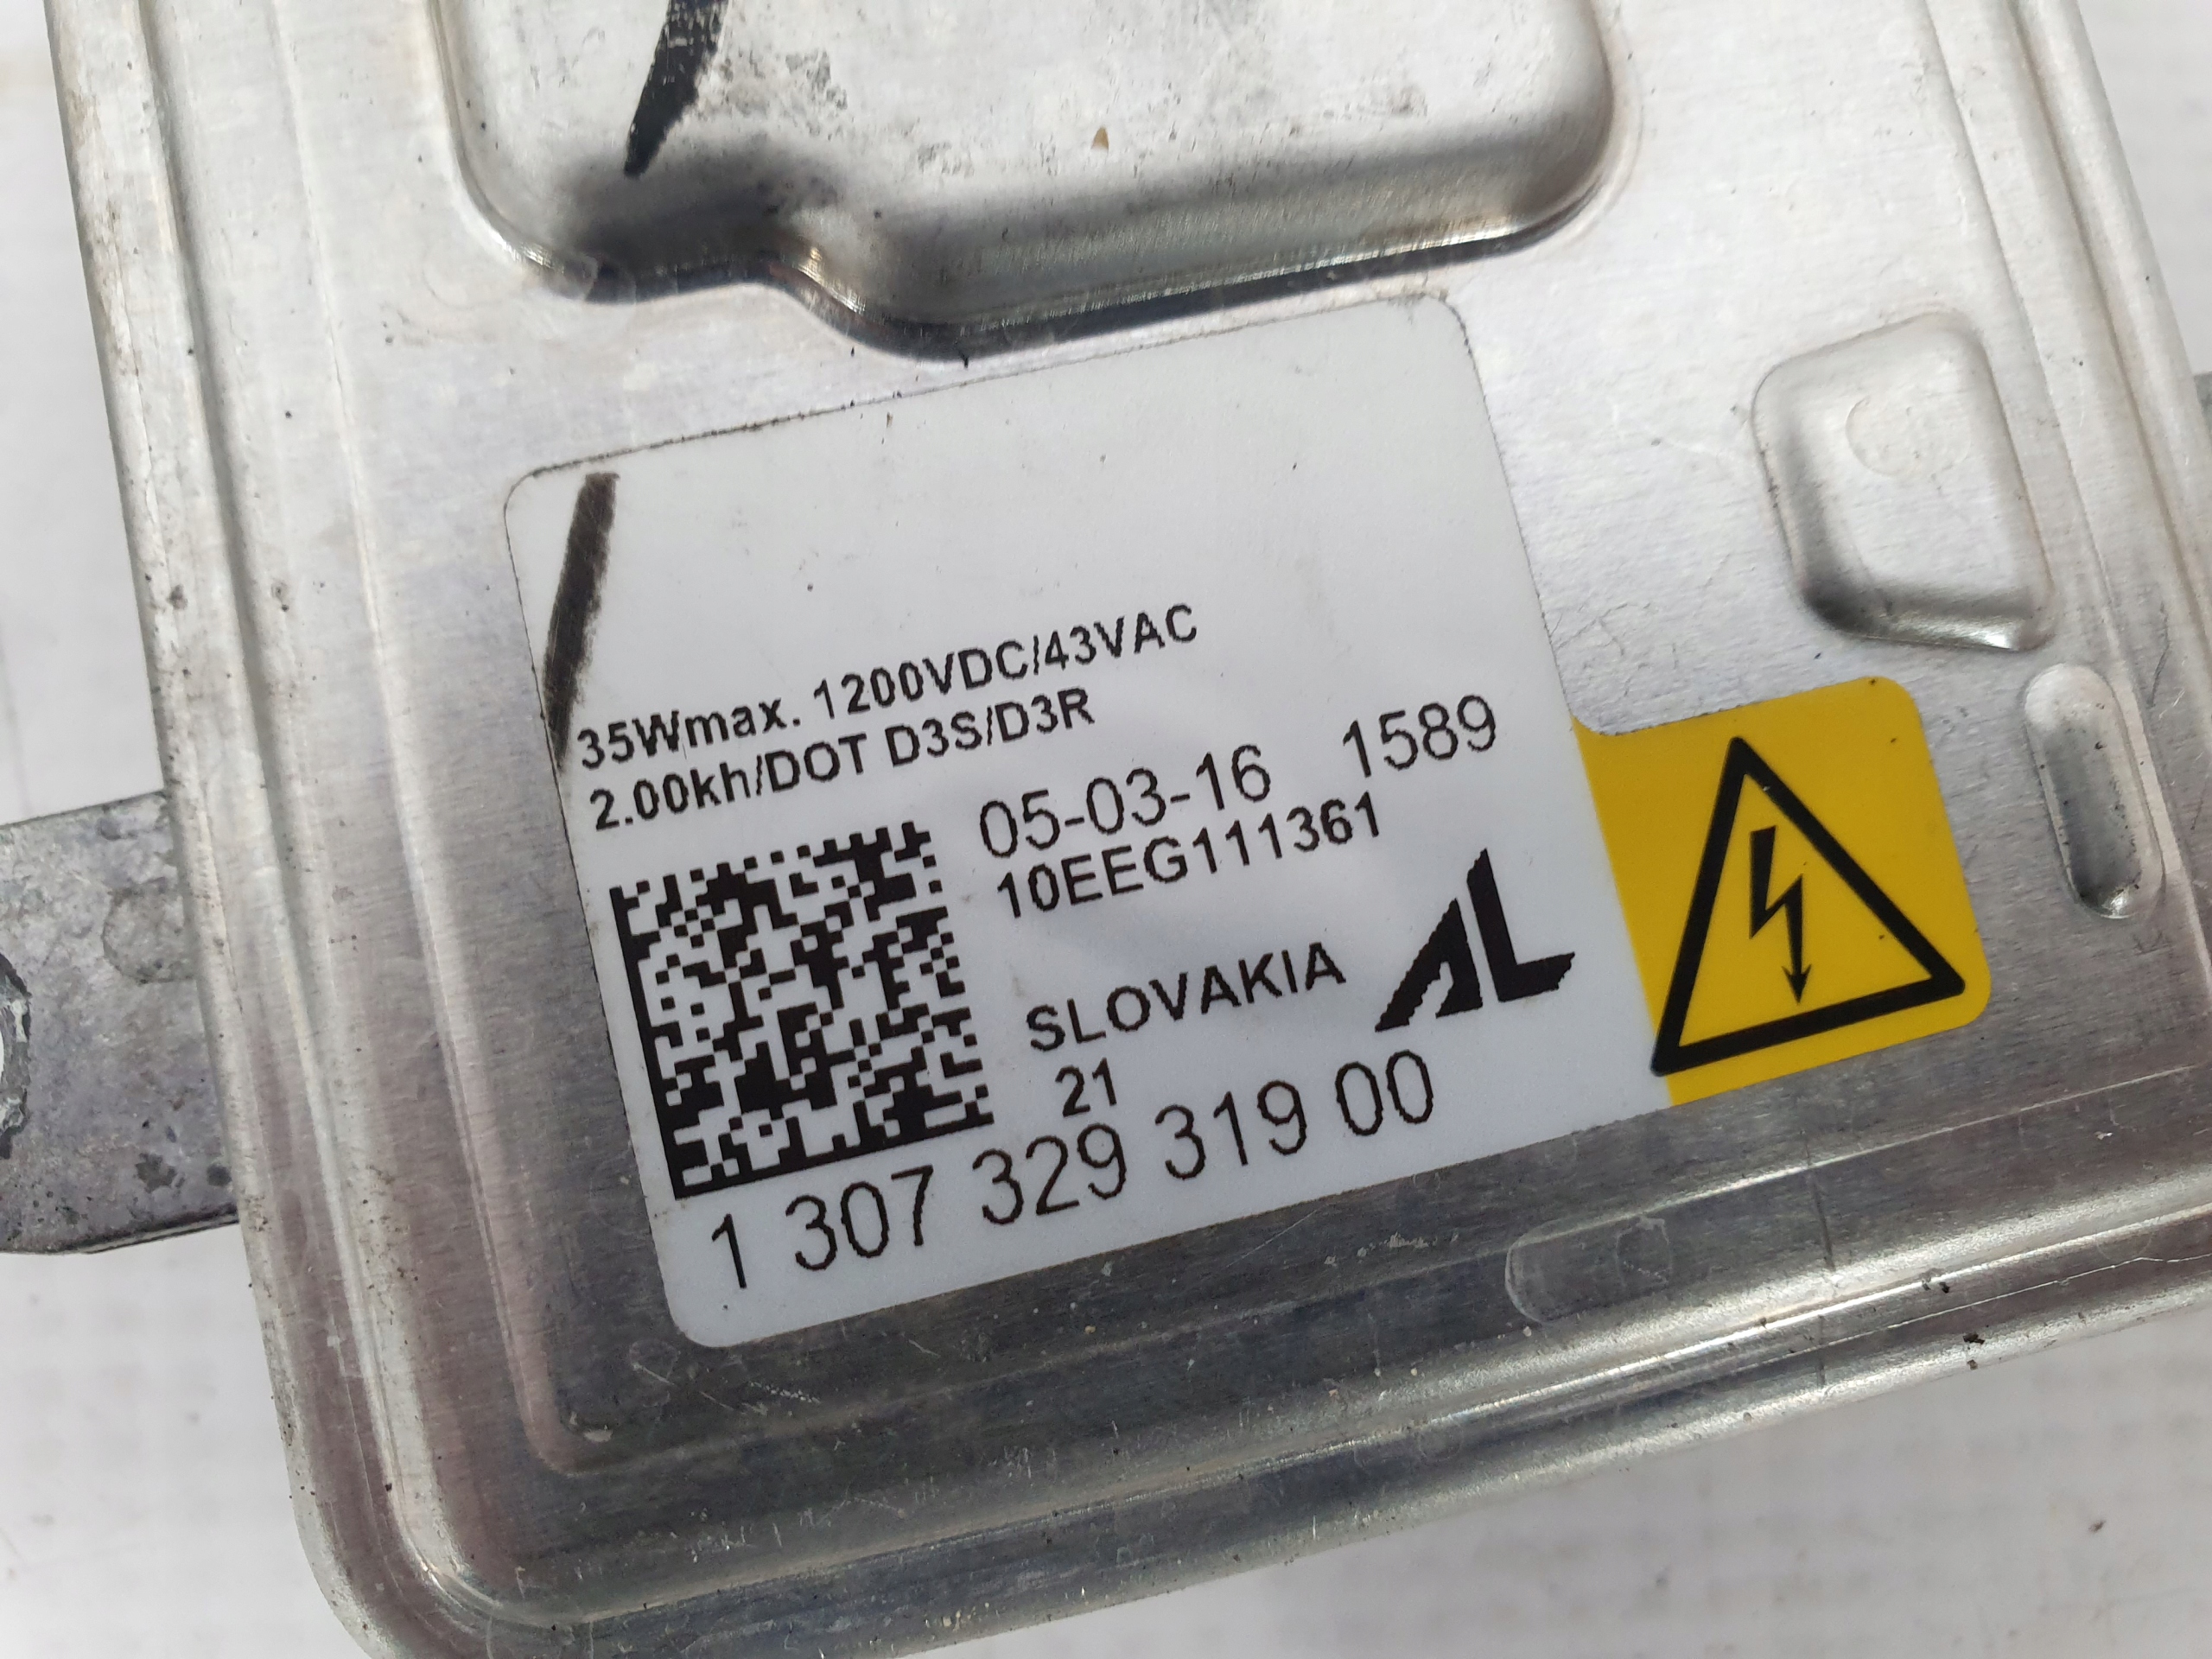 35Wmax. 1200VDC/43VAC
2.00kh/DOT D3S/D3R
05-03-16 1589
10EEG111361
SLOVAKIA AL
21
1 307 329 319 00